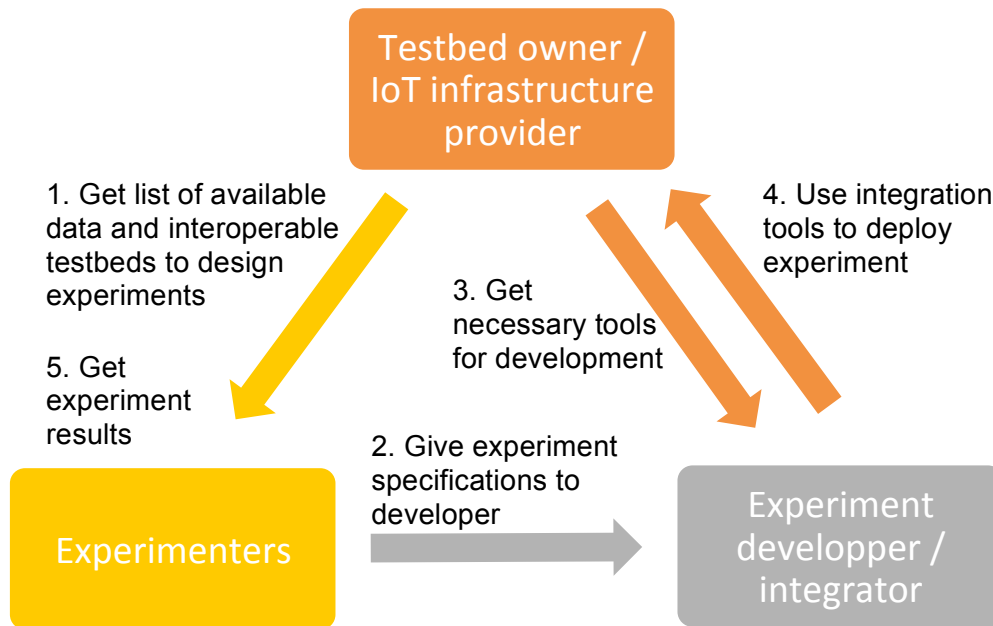 Testbed owner /
IoT infrastructure
provider
1. Get list of available
data and interoperable
testbeds to design
experiments
4. Use integration
tools to deploy
experiment
3. Get
necessary tools
for development
5. Get
experiment
results
2. Give experiment
specifications to
developer
Experimenters
Experiment
developper /
integrator